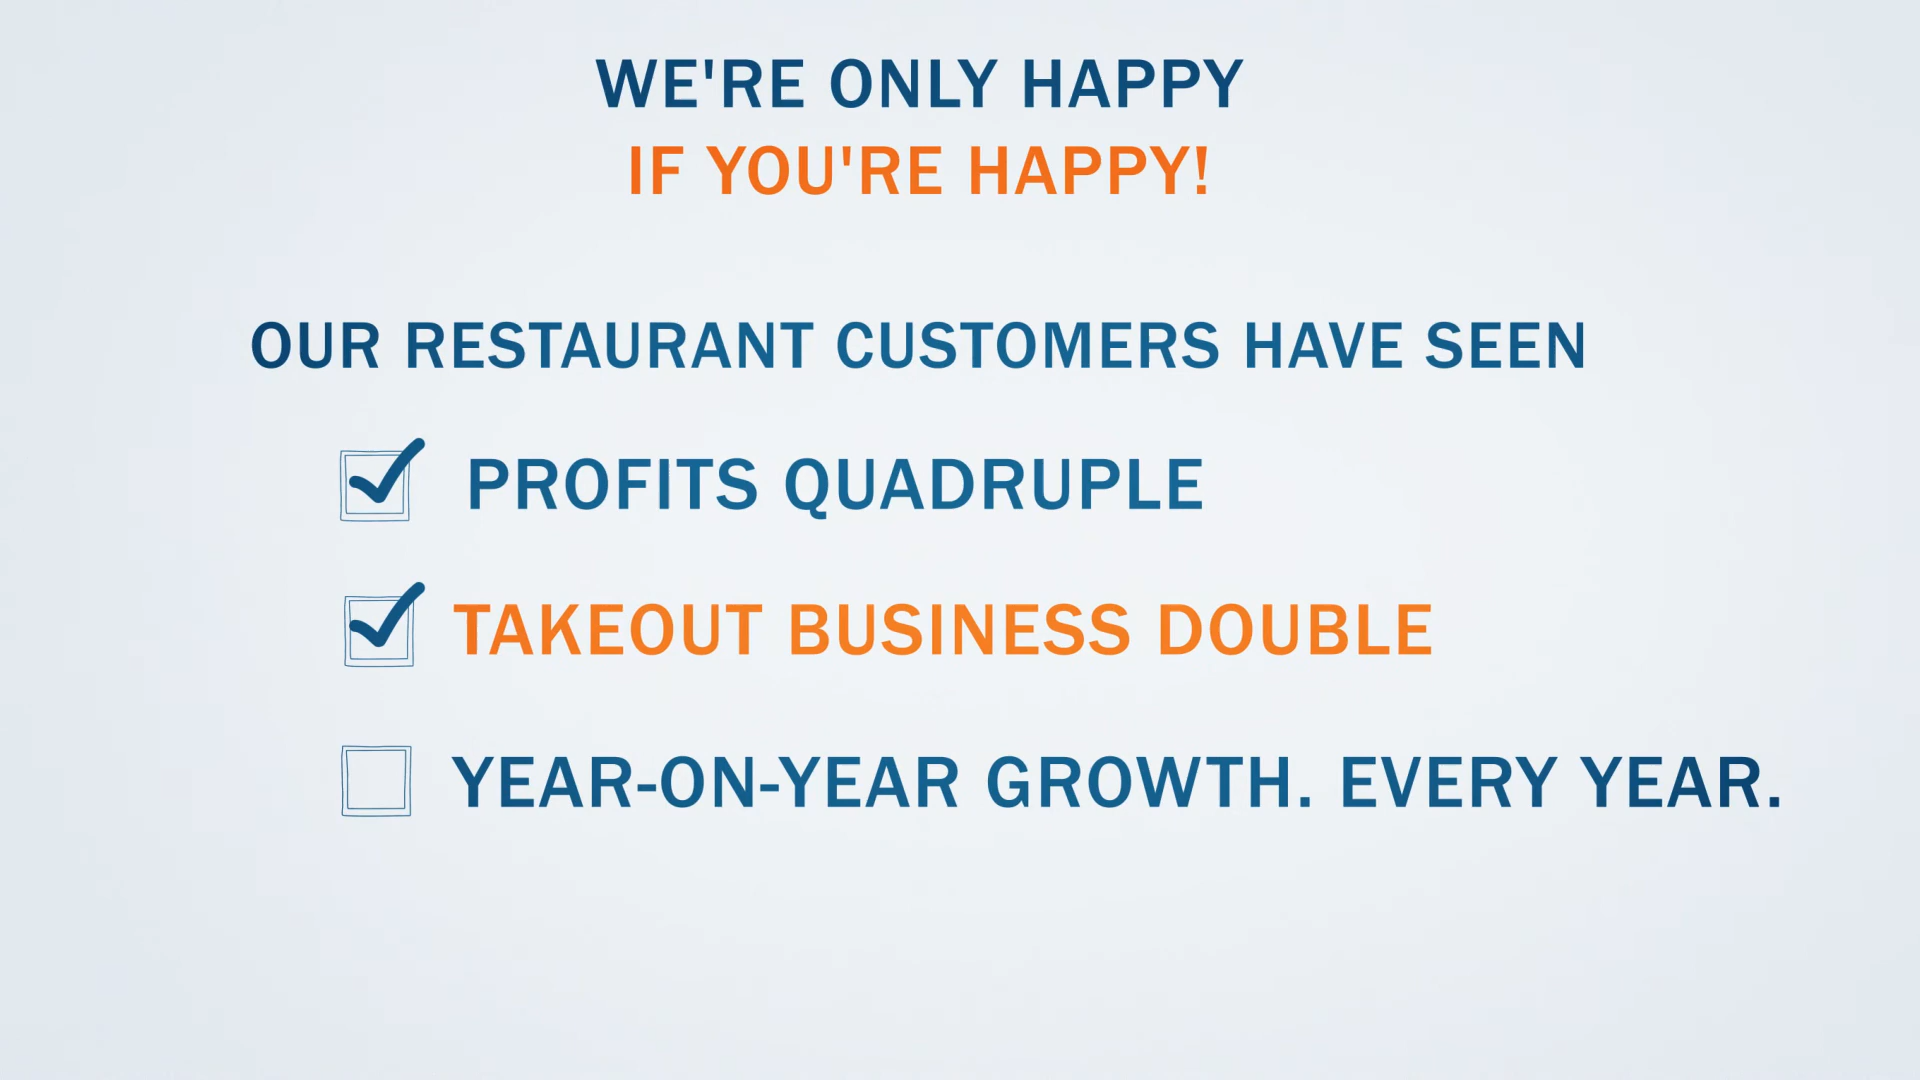 WE'RE ONLY HAPPY
IF YOU'RE HAPPY!
OUR RESTAURANT CUSTOMERS HAVE SEEN
PROFITS QUADRUPLE
TAKEOUT BUSINESS DOUBLE
YEAR-ON-YEAR GROWTH. EVERY YEAR.